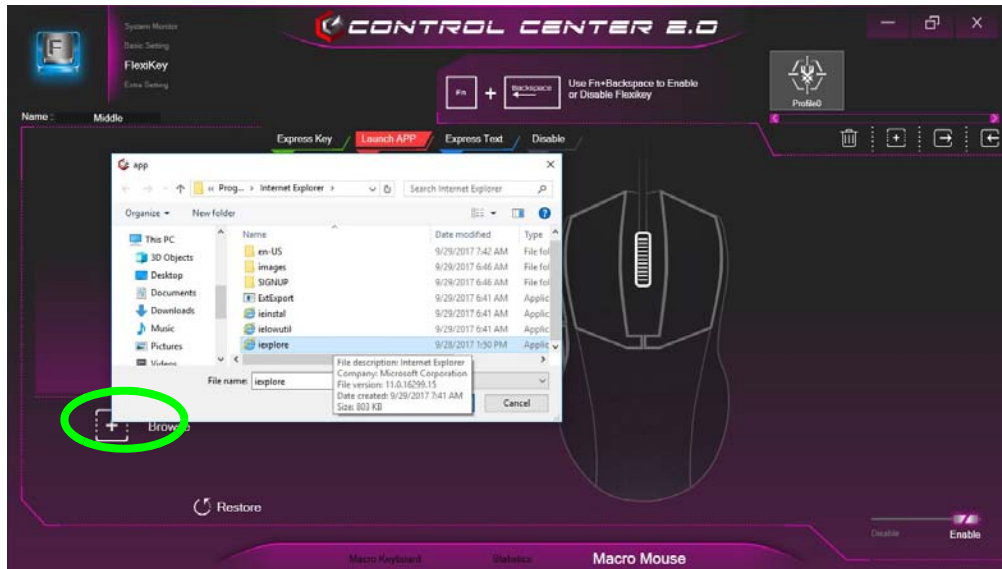 System Monitor
Basic Setting
FlexiKey
Extra Setting
CONTROL CENTER 2.0
Fn + Backspace
Use Fn+Backspace to Enable
or Disable Flexikey
Profile0
Name : Middle
Express Key Launch APP Express Text Disable
app
« Prog... > Internet Explorer >
Search Internet Explorer
Organize New folder
Name Date modified Type
This PC
3D Objects
Desktop
Documents
Downloads
Music
Pictures
Videos
en-US 9/29/2017 7:42 AM File fol
images 9/29/2017 6:46 AM File fol
SIGNUP 9/29/2017 6:46 AM File fol
ExtExport 9/29/2017 6:41 AM Applic
ieinstal 9/29/2017 6:41 AM Applic
ielowutil 9/29/2017 6:41 AM Applic
iexplore 9/28/2017 1:50 PM Applic
File description: Internet Explorer
Company: Microsoft Corporation
File version: 11.0.16299.15
Date created: 9/29/2017 7:41 AM
Size: 803 KB
File name: iexplore
Cancel
Browse
Restore
Disable Enable
Macro Keyboard Statistics Macro Mouse